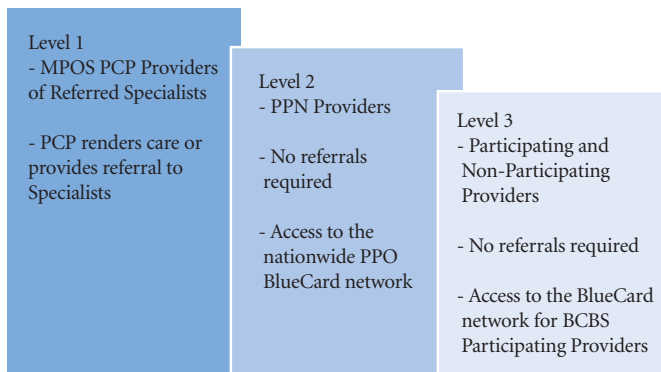 Level 1
- MPOS PCP Providers
of Referred Specialists
- PCP renders care or
provides referral to
Specialists
Level 2
- PPN Providers
- No referrals
required
- Access to the
nationwide PPO
BlueCard network
Level 3
- Participating and
Non-Participating
Providers
- No referrals required
- Access to the BlueCard
network for BCBS
Participating Providers